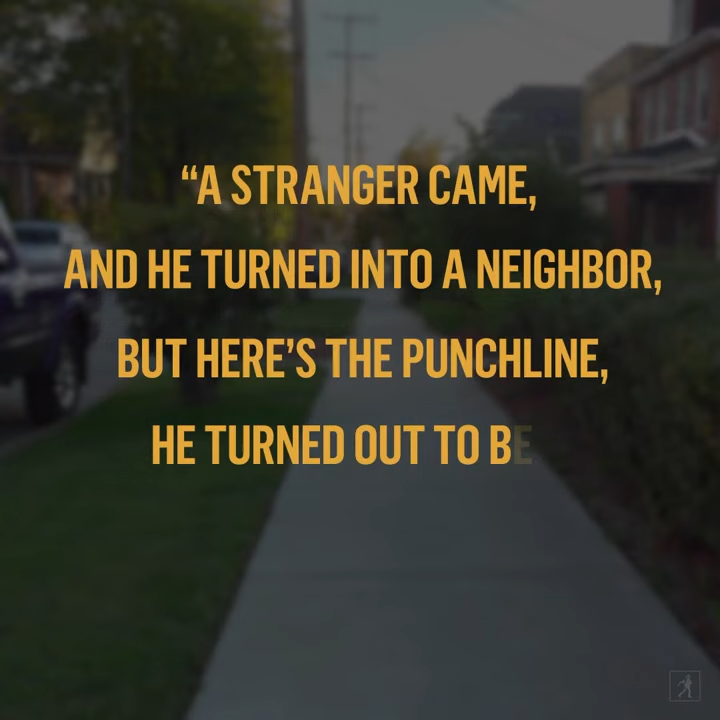 “A STRANGER CAME,
AND HE TURNED INTO A NEIGHBOR,
BUT HERE’S THE PUNCHLINE,
HE TURNED OUT TO BE